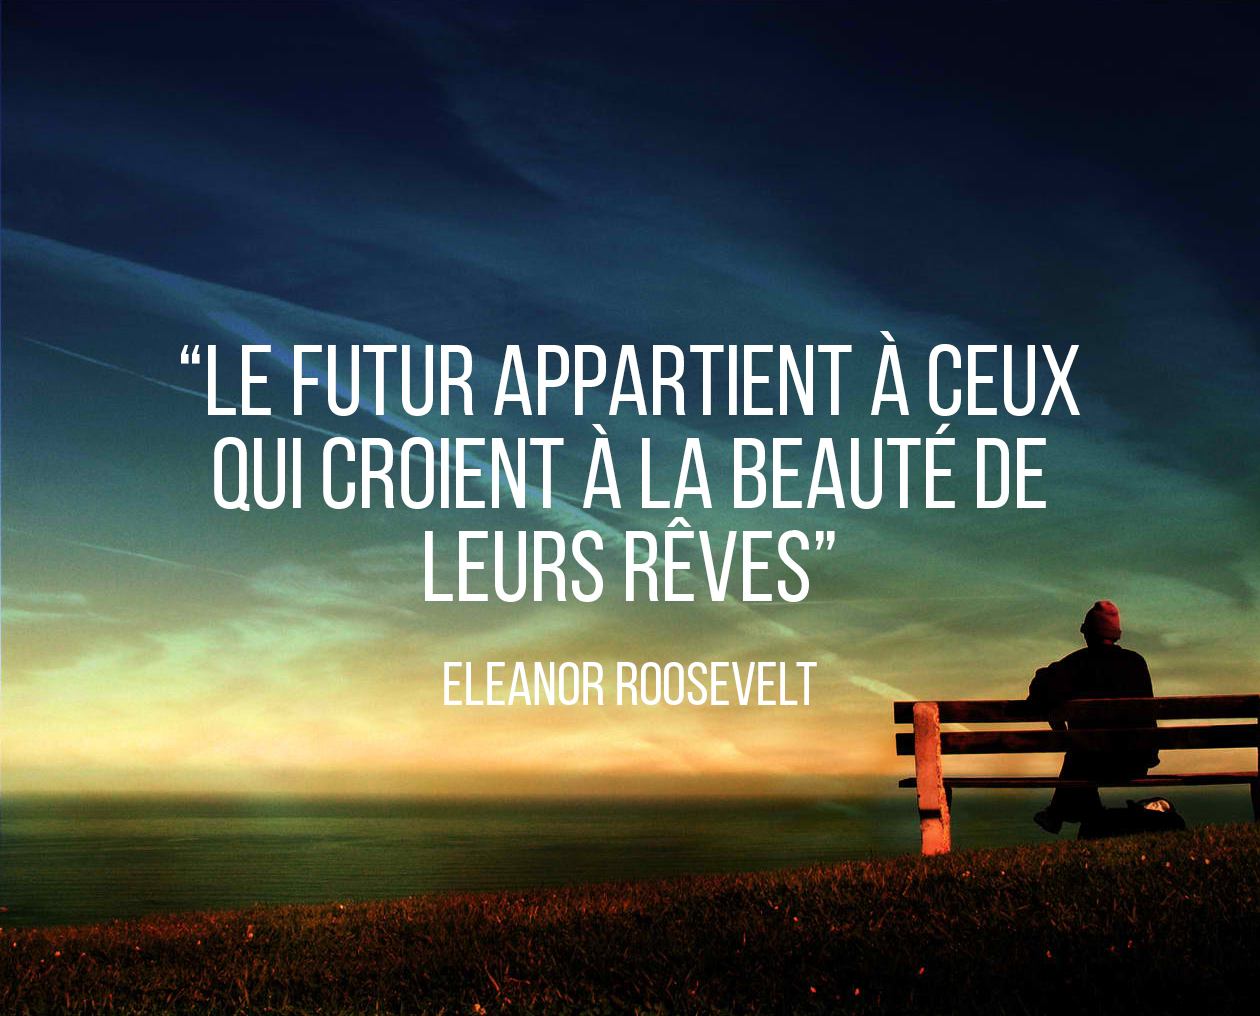 “LE FUTUR APPARTIENT À CEUX
QUI CROIENT À LA BEAUTÉ DE
LEURS RÊVES”
ELEANOR ROOSEVELT